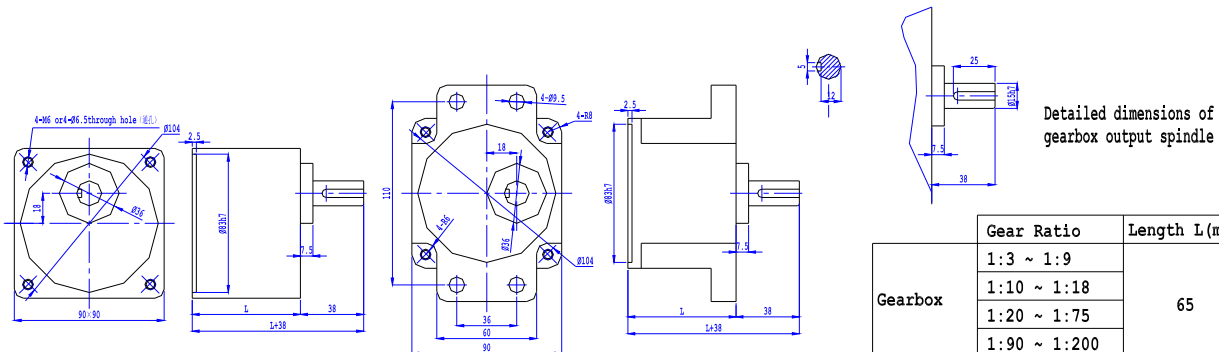 4-M6 or4-Ø6.5through hole (通孔)
Ø104
2.5
18
Ø36
Ø83h7
7.5
90×90
L
38
L+38
4-Ø9.5
4-R8
18
110
4-R6
Ø36
Ø104
36
60
90
2.5
Ø83h7
7.5
L
38
L+38
5
12
25
Ø15h7
7.5
38
Detailed dimensions of
gearbox output spindle
Gear Ratio
Length L(m
1:3 ~ 1:9
1:10 ~ 1:18
Gearbox
65
1:20 ~ 1:75
1:90 ~ 1:200